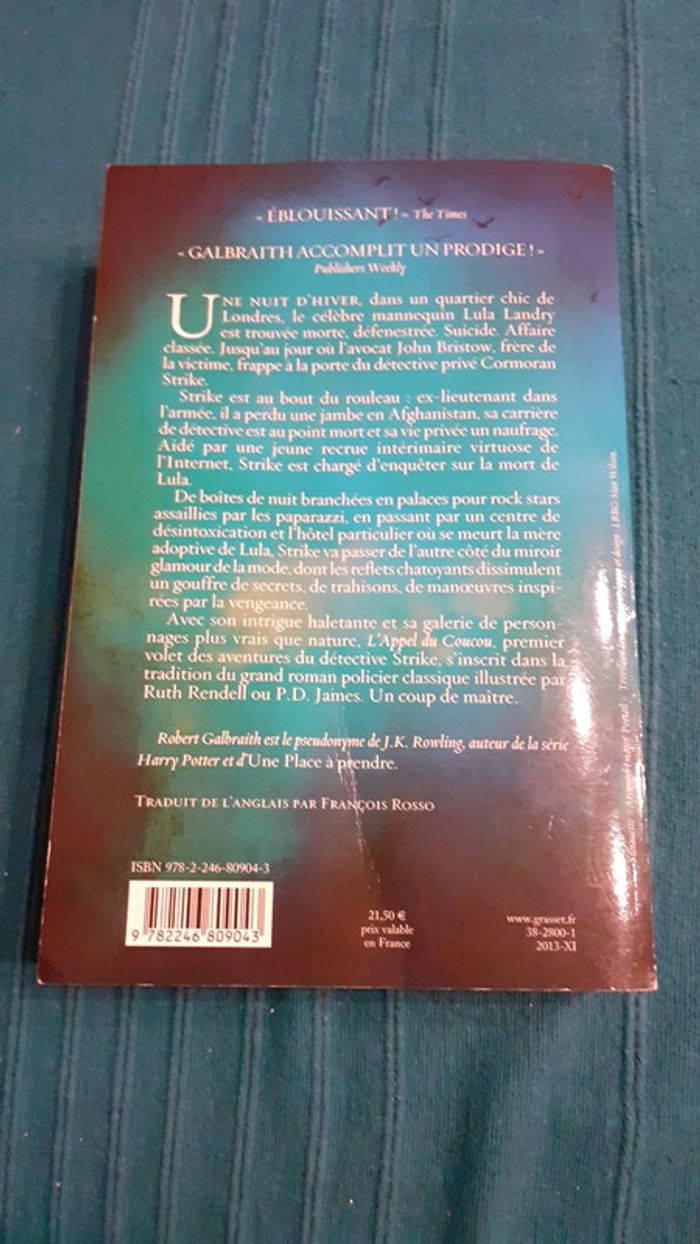 « ÉBLOUISSANT ! » The Times
« GALBRAITH ACCOMPLIT UN PRODIGE ! »
Publishers Weekly
UNE NUIT D'HIVER, dans un quartier chic de
Londres, le célèbre mannequin Lula Landry
est trouvée morte, défenestrée. Suicide. Affaire
classée. Jusqu'au jour où l'avocat John Bristow, frère de
la victime, frappe à la porte du détective privé Cormoran
Strike.
Strike est au bout du rouleau : ex-lieutenant dans
l'armée, il a perdu une jambe en Afghanistan, sa carrière
de détective est au point mort et sa vie privée un naufrage.
Aidé par une jeune recrue intérimaire virtuose de
l'Internet, Strike est chargé d'enquêter sur la mort de
Lula.
De boîtes de nuit branchées en palaces pour rock stars
assaillies par les paparazzi, en passant par un centre de
désintoxication et l'hôtel particulier où se meurt la mère
adoptive de Lula, Strike va passer de l'autre côté du miroir
glamour de la mode, dont les reflets chatoyants dissimulent
un gouffre de secrets, de trahisons, de manœuvres inspi-
rées par la vengeance.
Avec son intrigue haletante et sa galerie de person-
nages plus vrais que nature, L'Appel du Coucou, premier
volet des aventures du détective Strike, s'inscrit dans la
tradition du grand roman policier classique illustrée par
Ruth Rendell ou P.D. James. Un coup de maître.
Robert Galbraith est le pseudonyme de J.K. Rowling, auteur de la série
Harry Potter et d'Une Place à prendre.
TRADUIT DE L'ANGLAIS PAR FRANÇOIS ROSSO
ISBN 978-2-246-80904-3
9 782246 809043
21,50 €
prix valable
en France
www.grasset.fr
38-2800-1
2013-XI